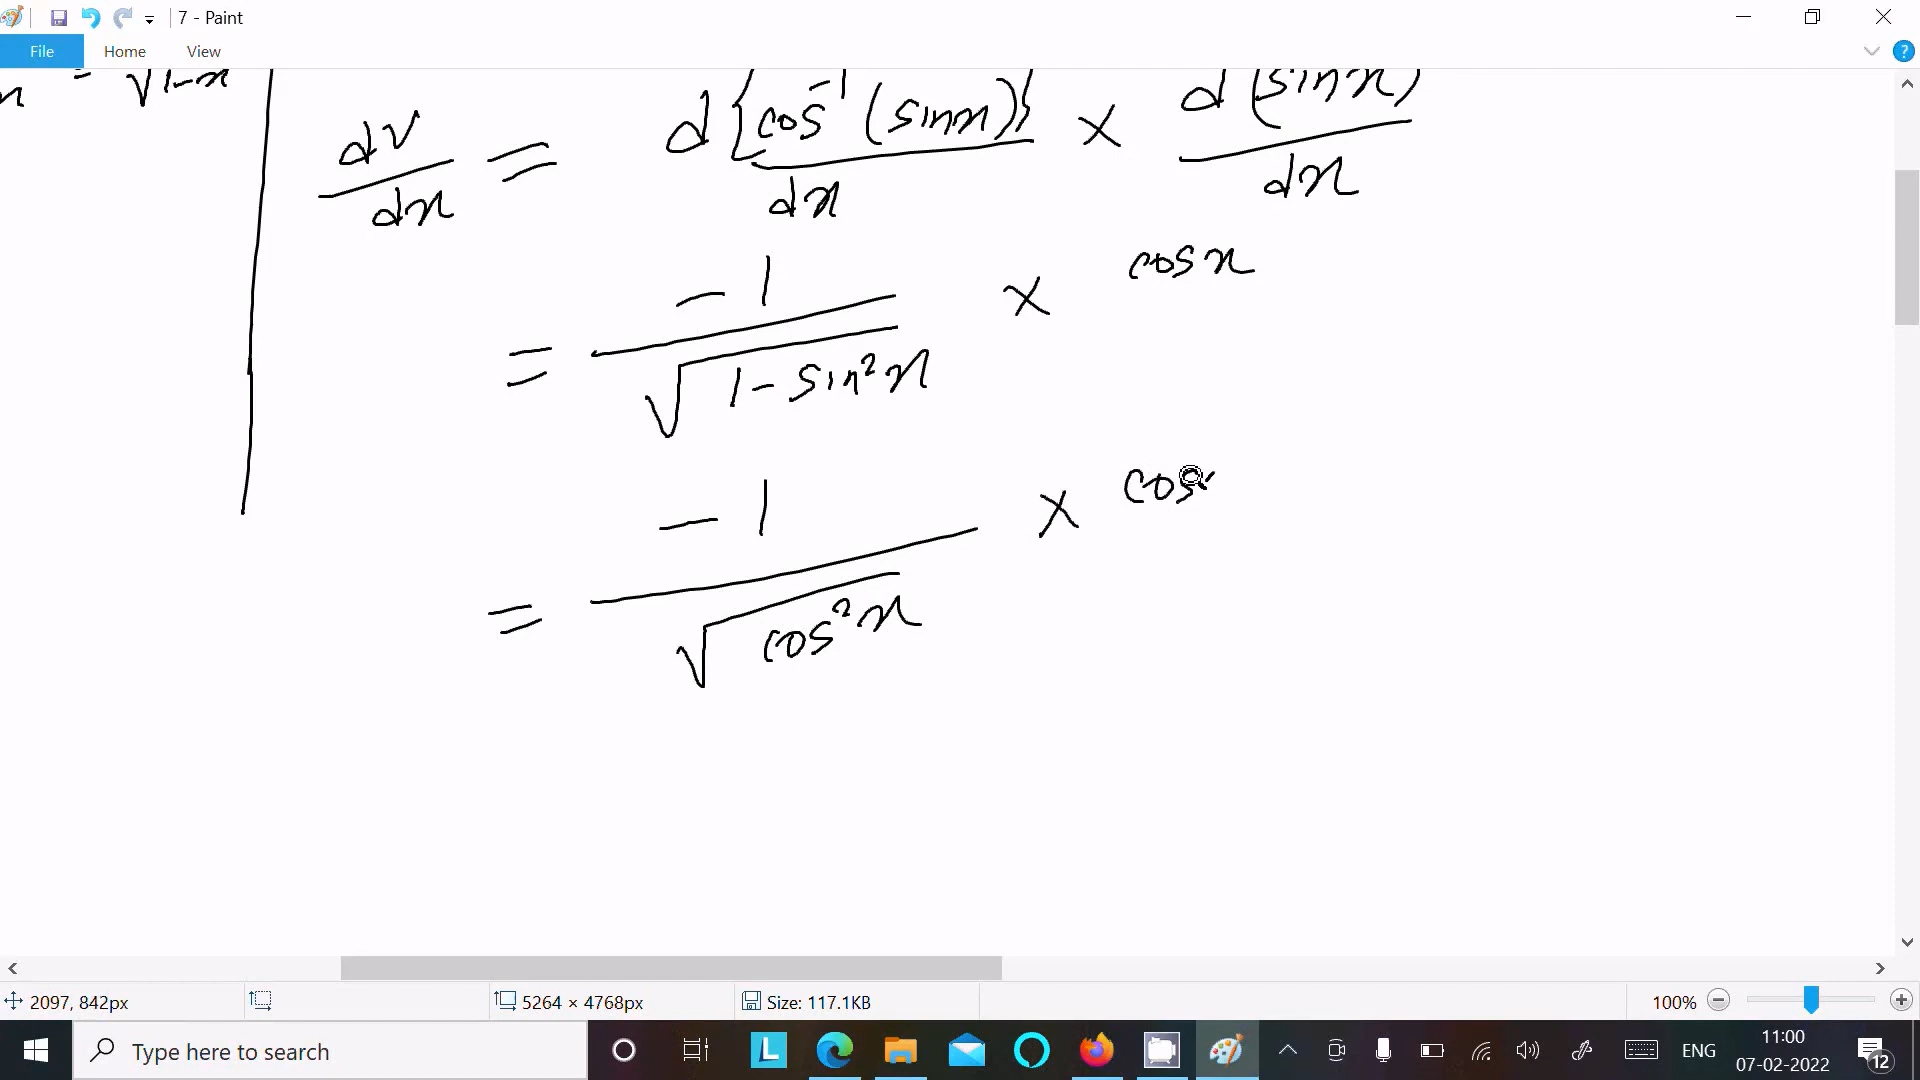 7 - Paint
File Home View
= √1-x
dv/dx = d{cos⁻¹(sinx)}/dx × d(sinx)/dx
= -1/√1-sin²x × cosx
= -1/√cos²x × cos
2097, 842px 5264 × 4768px Size: 117.1KB 100%
Type here to search ENG 11:00
07-02-2022 12